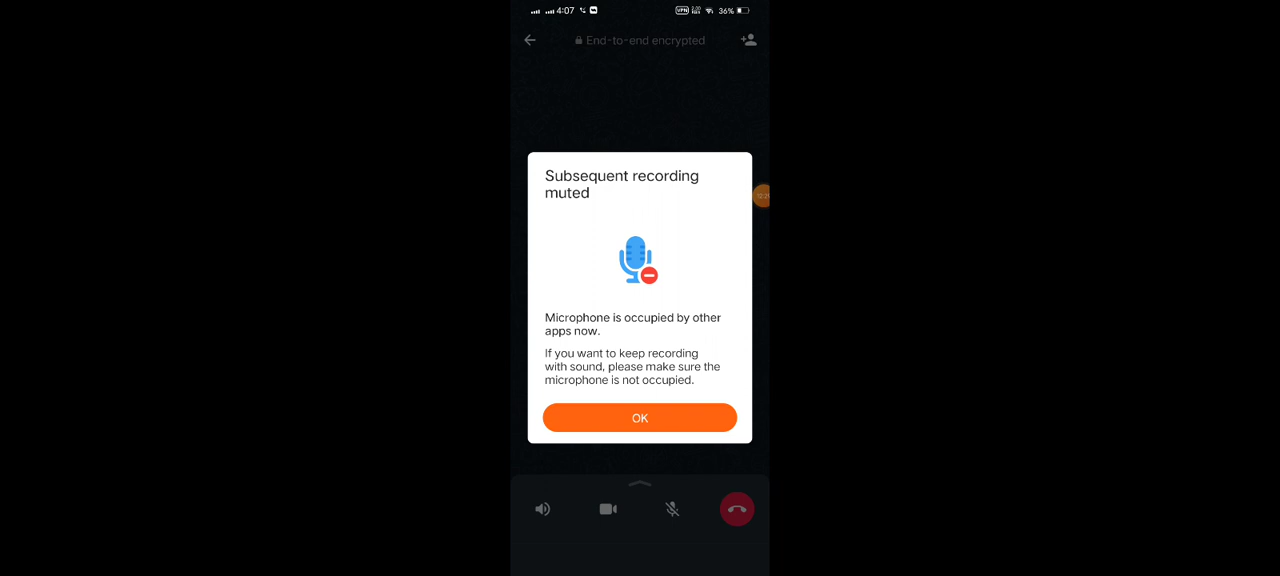 4:07
VPN
36%
End-to-end encrypted
Subsequent recording
muted
Microphone is occupied by other
apps now.
If you want to keep recording
with sound, please make sure the
microphone is not occupied.
OK